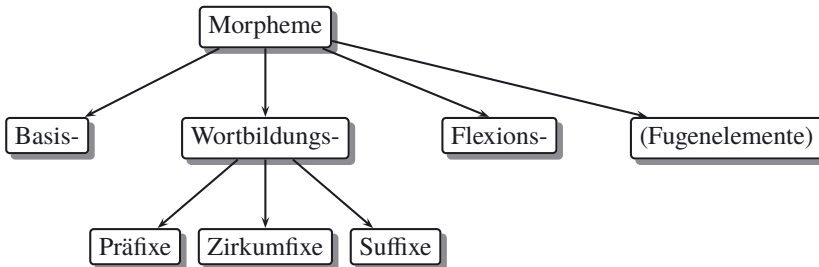 Morpheme
Basis- Wortbildungs- Flexions- (Fugenelemente)
Präfixe Zirkumfixe Suffixe